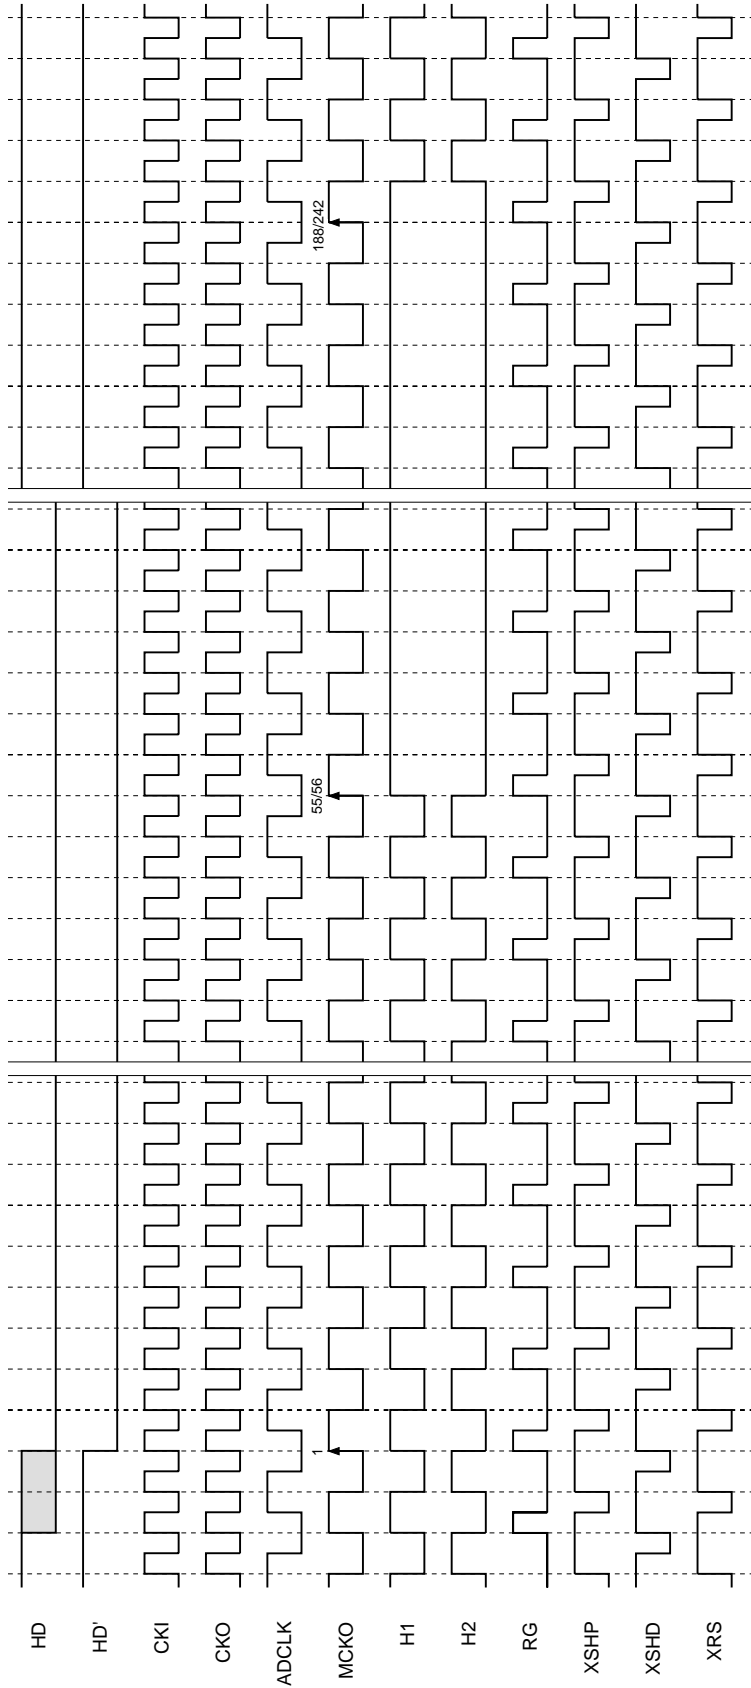 HD
HD'
CKI
CKO
ADCLK
MCKO
H1
H2
RG
XSHP
XSHD
XRS
1
55/56
188/242